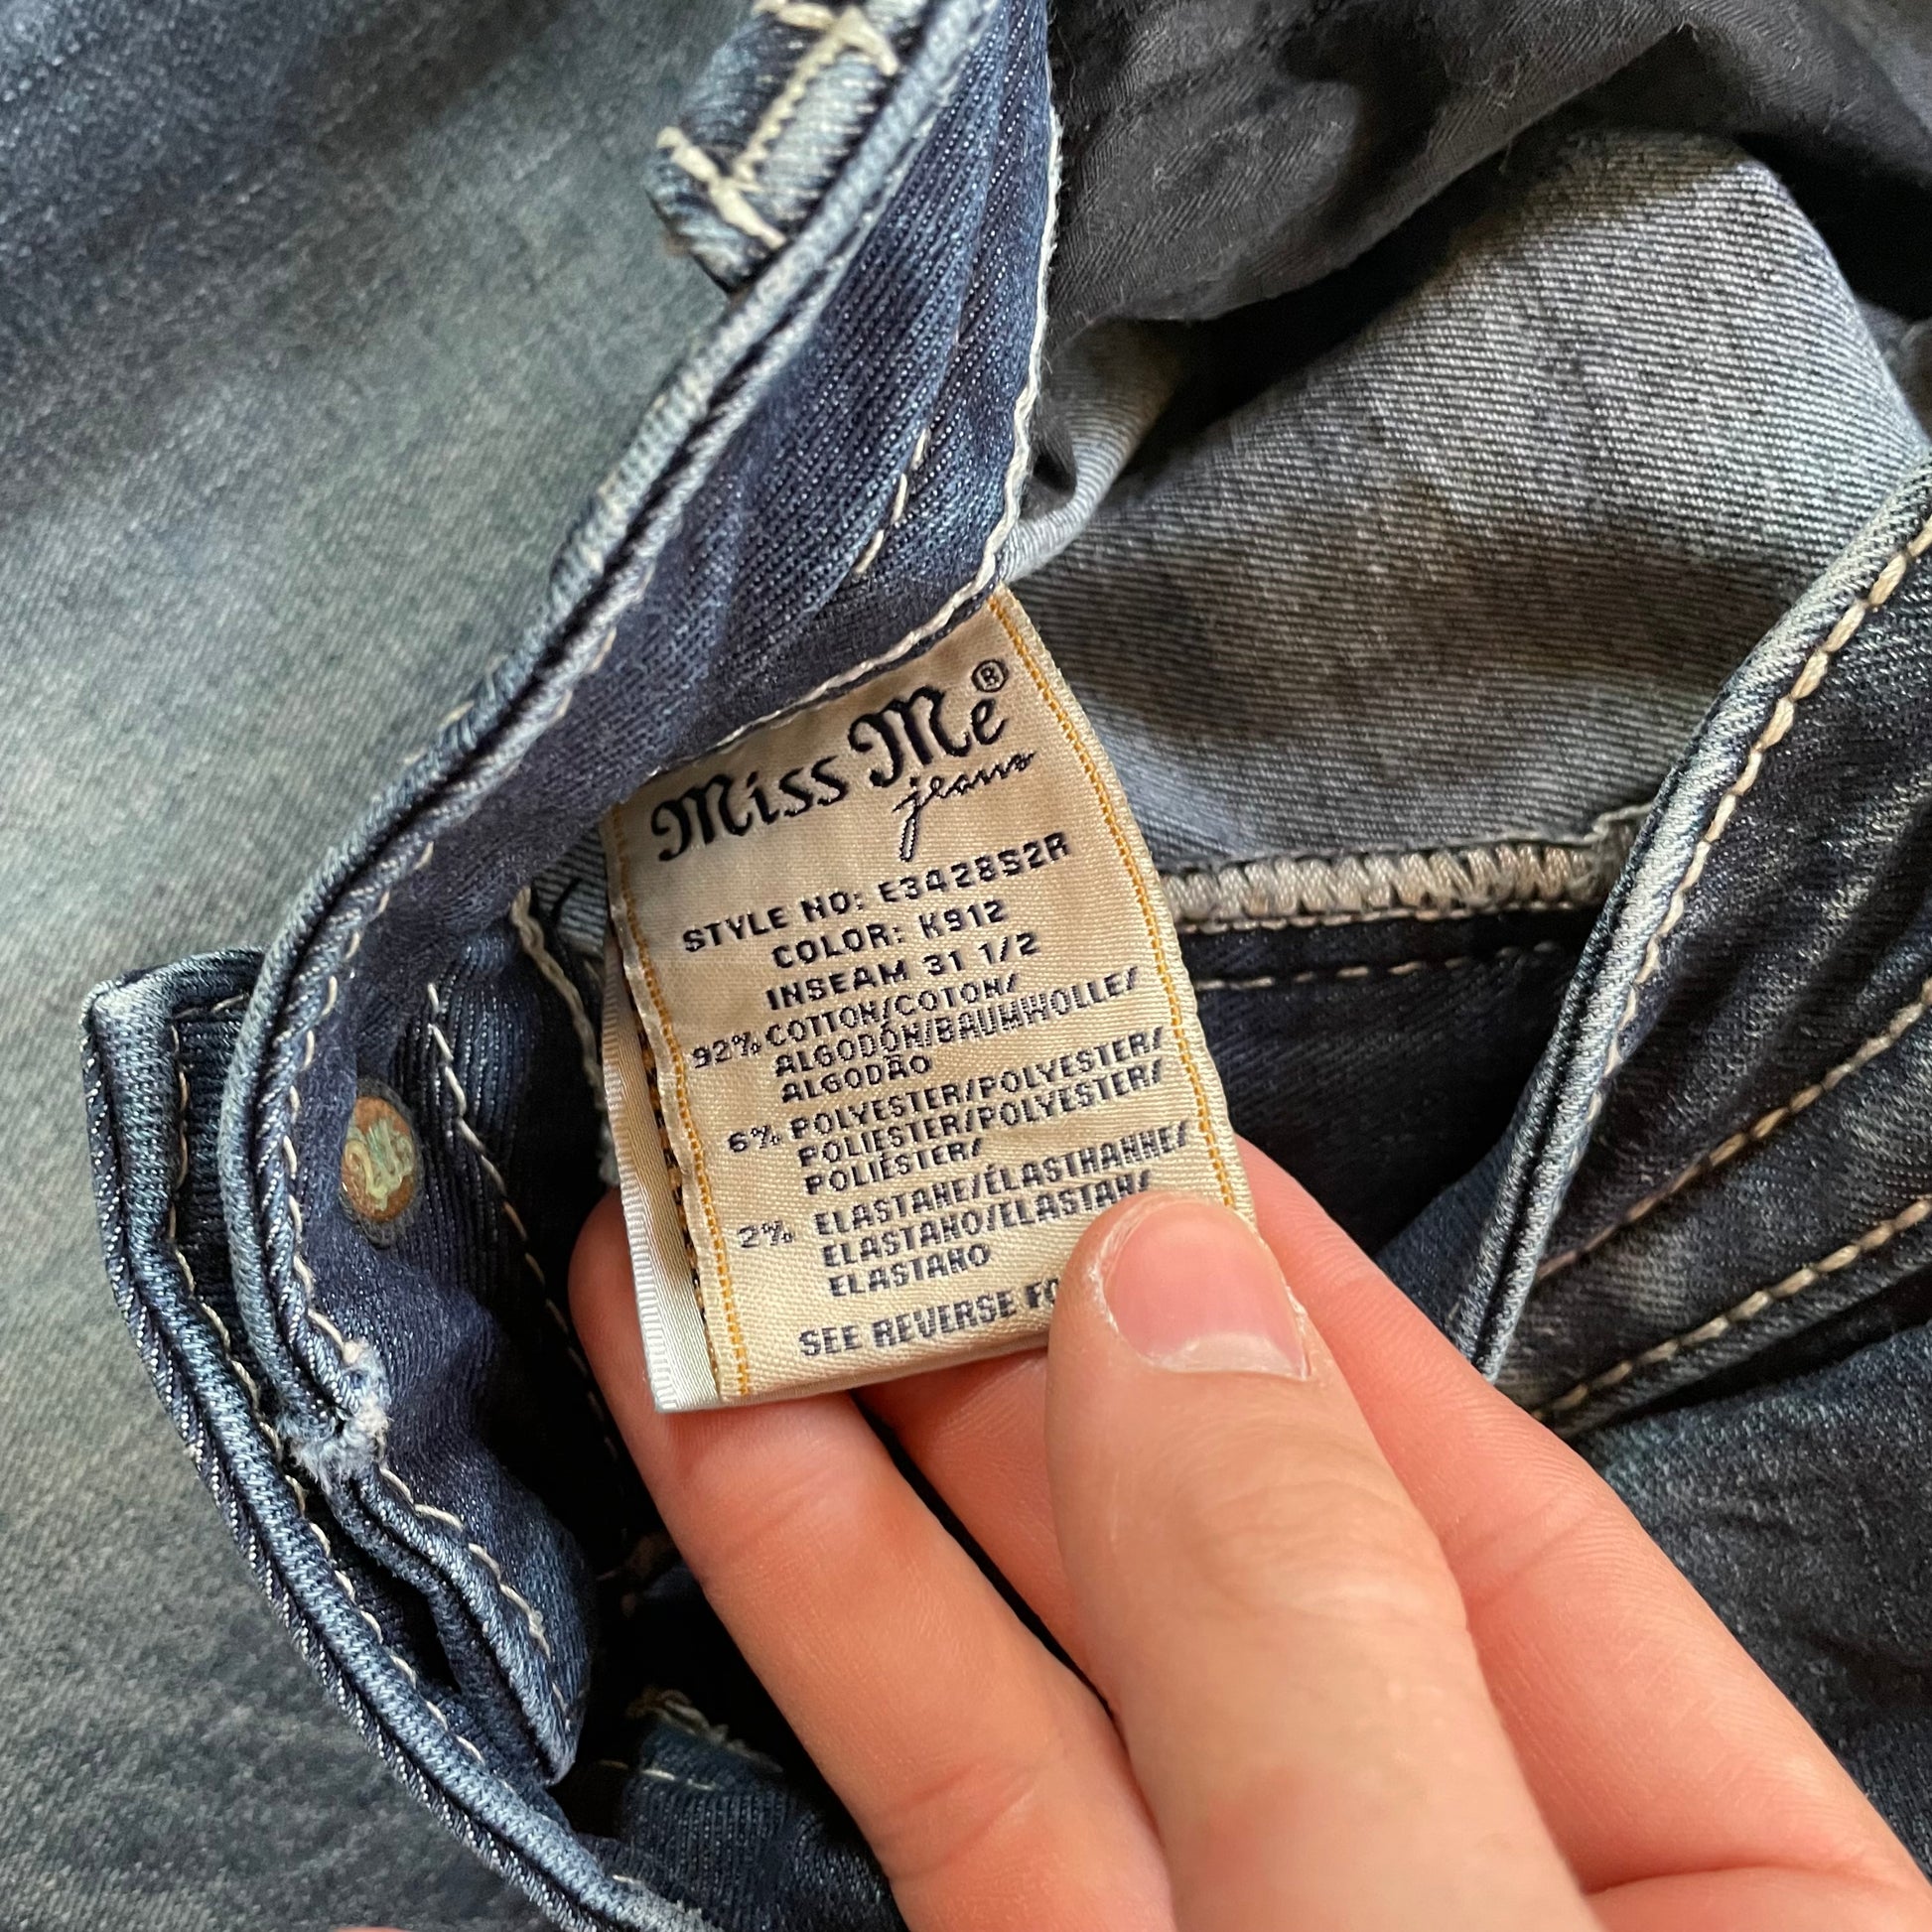 Miss Me®
jeans
STYLE NO: E3428S2R
COLOR: K912
INSEAM 31 1/2
COTTON/COTON/
92% ALGODÓN/BAUMWOLLE/
ALGODÃO
POLYESTER/POLYESTER/
6% POLIESTER/POLYESTER/
POLIÉSTER/
ELASTANE/ÉLASTHANNE/
2% ELASTANO/ELASTAN/
ELASTANO
SEE REVERSE